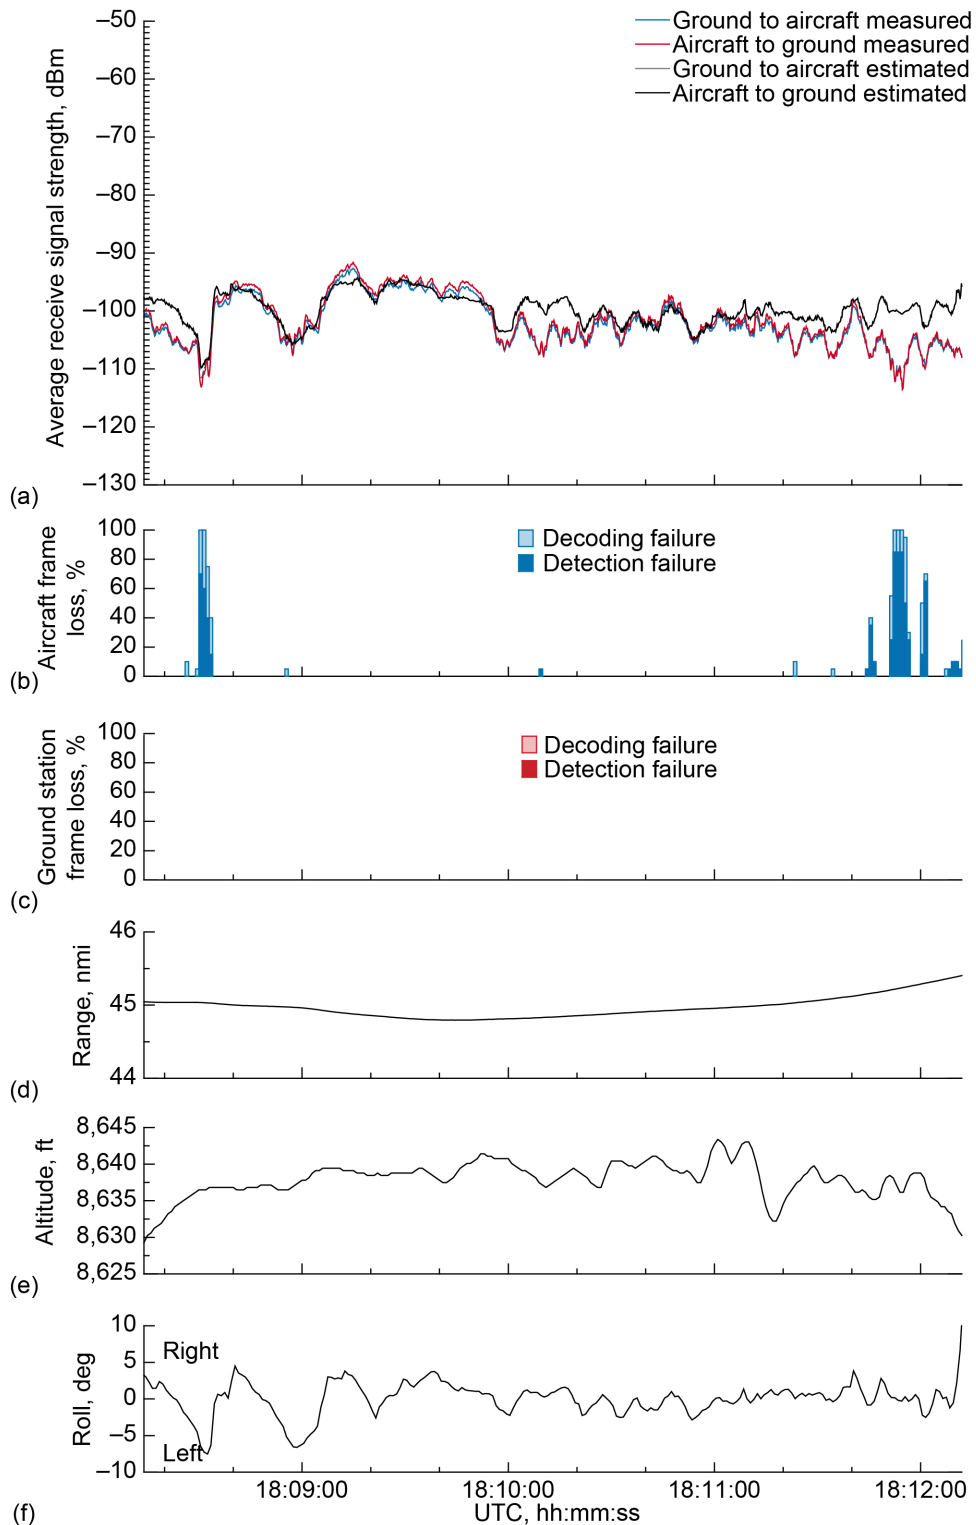 Ground to aircraft measured
Aircraft to ground measured
Ground to aircraft estimated
Aircraft to ground estimated
Average receive signal strength, dBm
–50
–60
–70
–80
–90
–100
–110
–120
–130
(a)
Aircraft frame
loss, %
100
80
60
40
20
0
Decoding failure
Detection failure
(b)
Ground station
frame loss, %
100
80
60
40
20
0
Decoding failure
Detection failure
(c)
Range, nmi
46
45
44
(d)
Altitude, ft
8,645
8,640
8,635
8,630
8,625
(e)
Roll, deg
10
5
0
–5
–10
Right
Left
18:09:00
18:10:00
18:11:00
18:12:00
UTC, hh:mm:ss
(f)